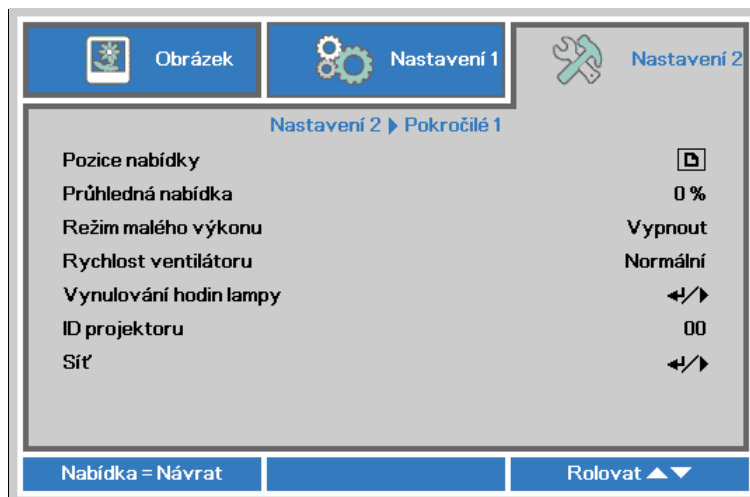 Obrázek
Nastavení 1
Nastavení 2
Nastavení 2 Pokročilé 1
Pozice nabídky
Průhledná nabídka 0 %
Režim malého výkonu Vypnout
Rychlost ventilátoru Normální
Vynulování hodin lampy ↵/▶
ID projektoru 00
Síť ↵/▶
Nabídka = Návrat
Rolovat ▲▼